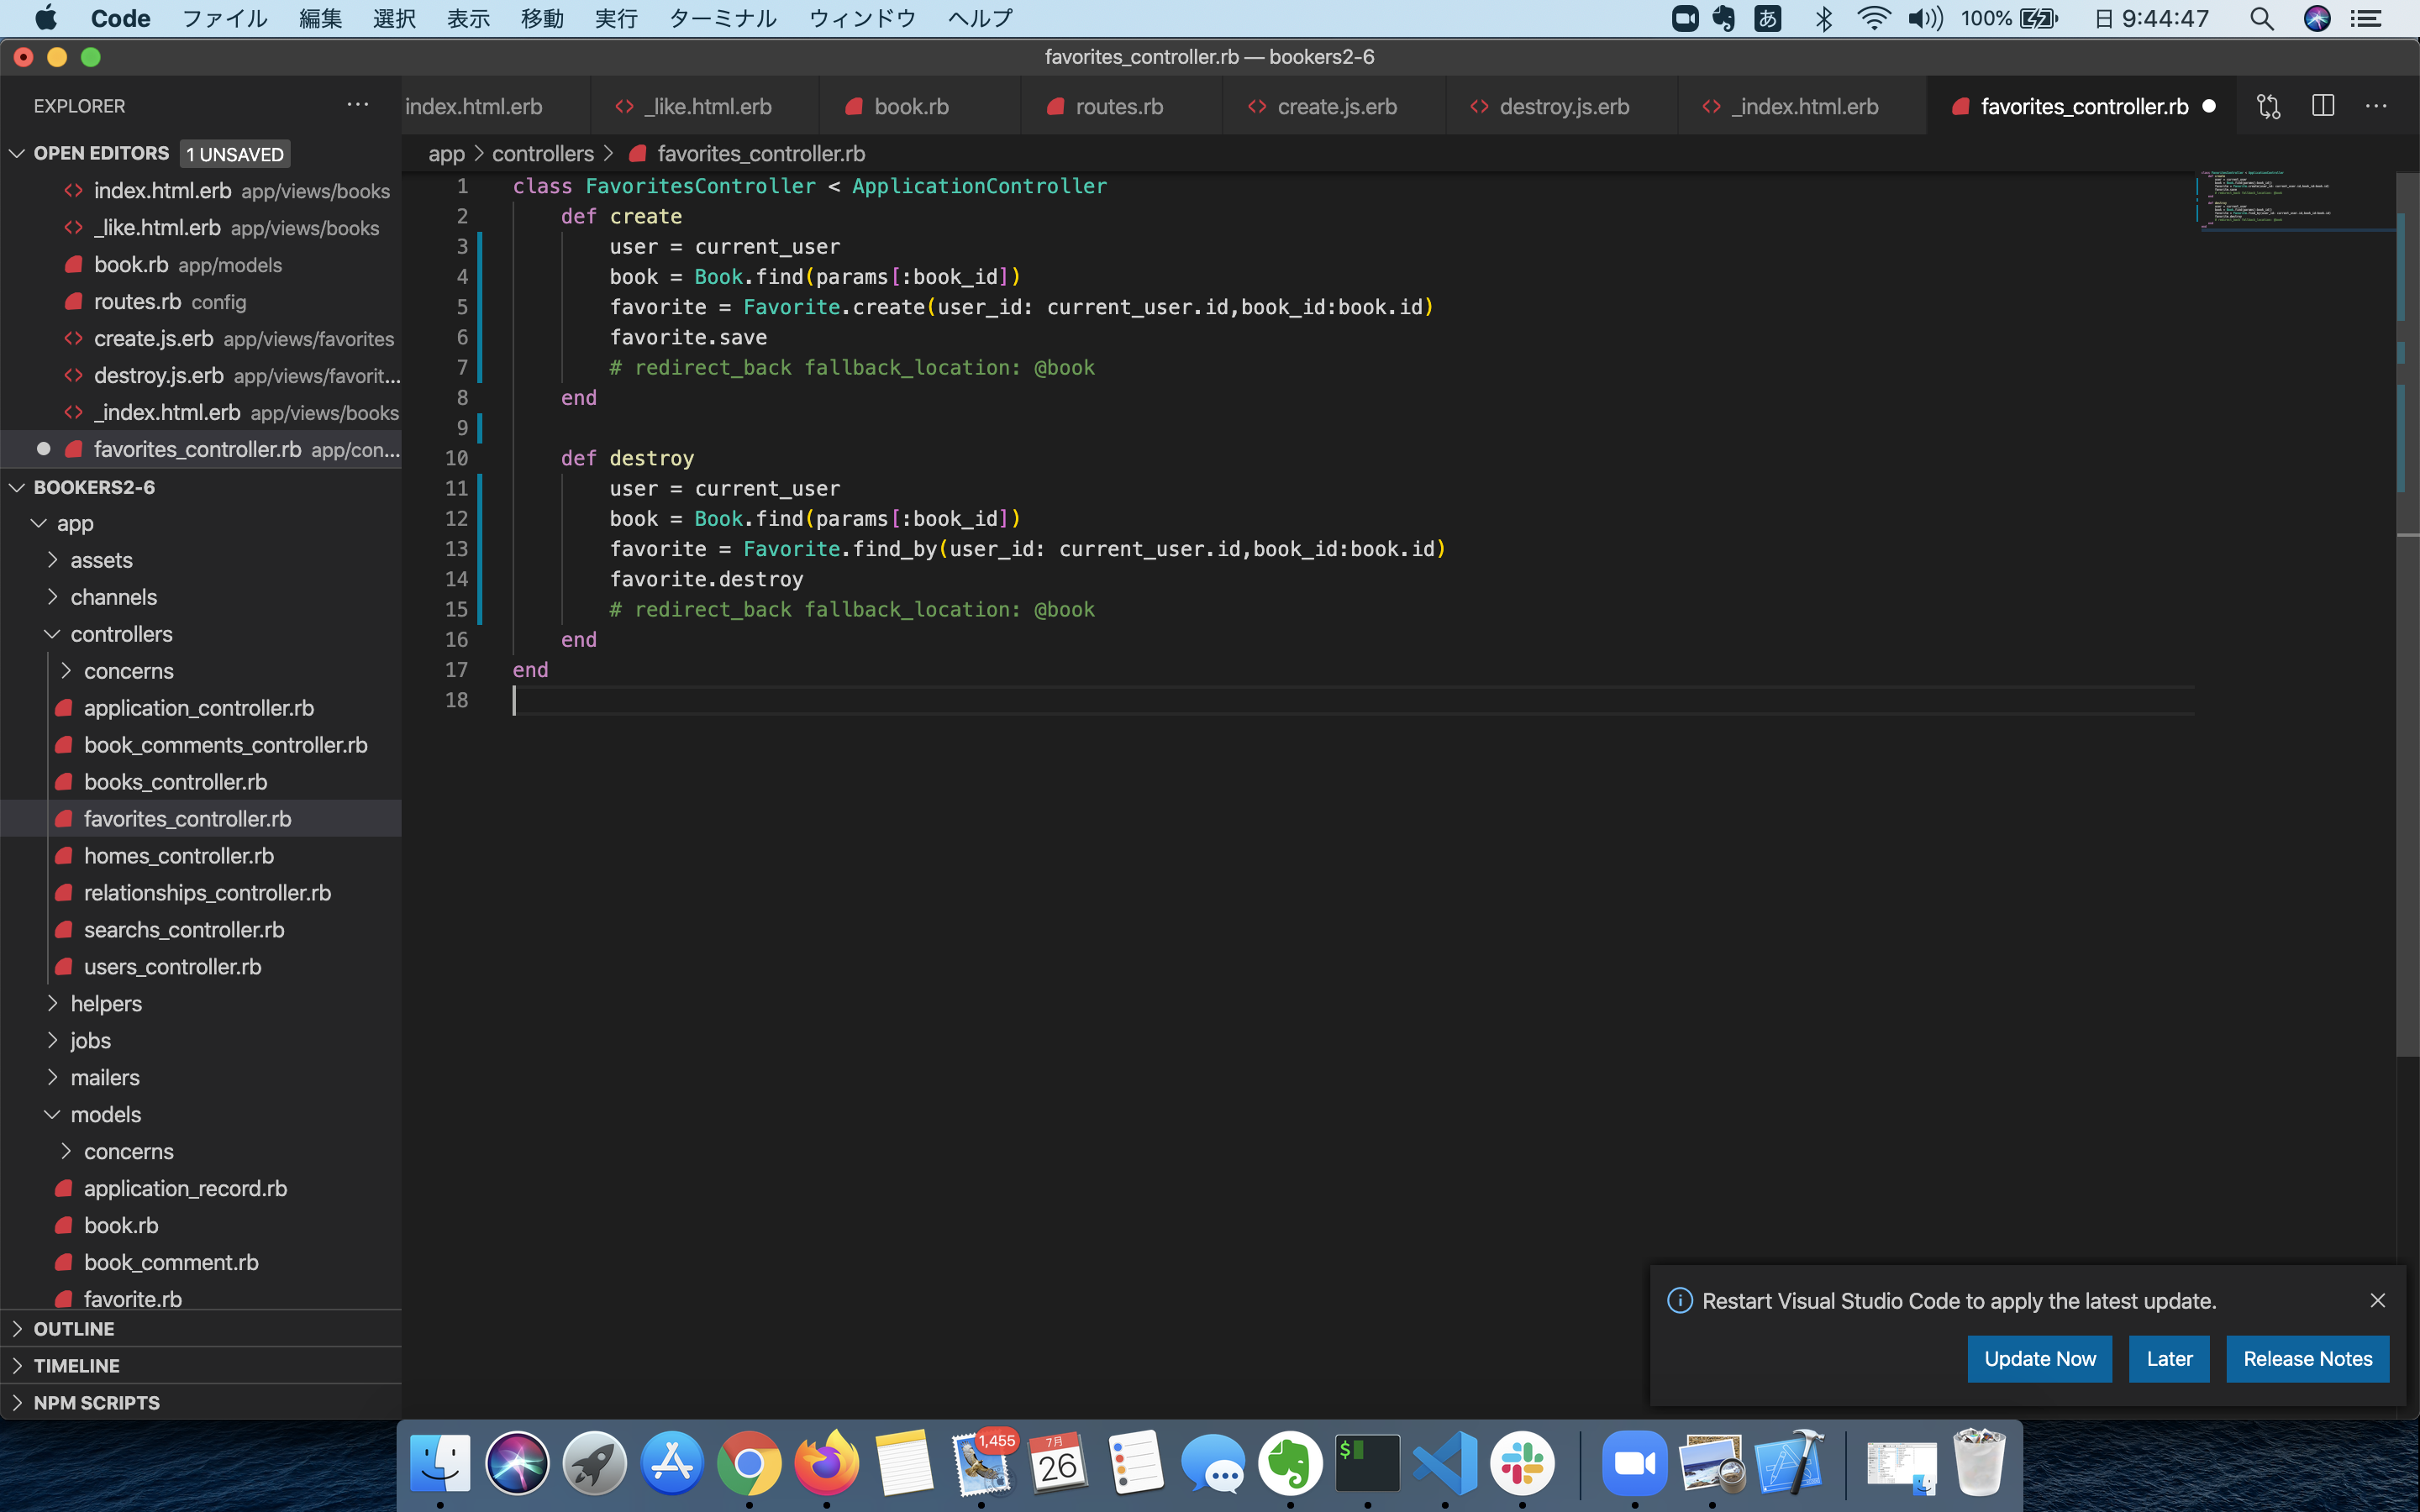 Code ファイル 編集 選択 表示 移動 実行 ターミナル ウィンドウ ヘルプ あ 100% 日 9:44:47
favorites_controller.rb — bookers2-6
EXPLORER
index.html.erb _like.html.erb book.rb routes.rb create.js.erb destroy.js.erb _index.html.erb favorites_controller.rb
OPEN EDITORS 1 UNSAVED
index.html.erb app/views/books
_like.html.erb app/views/books
book.rb app/models
routes.rb config
create.js.erb app/views/favorites
destroy.js.erb app/views/favorit...
_index.html.erb app/views/books
favorites_controller.rb app/con...
BOOKERS2-6
app
assets
channels
controllers
concerns
application_controller.rb
book_comments_controller.rb
books_controller.rb
favorites_controller.rb
homes_controller.rb
relationships_controller.rb
searchs_controller.rb
users_controller.rb
helpers
jobs
mailers
models
concerns
application_record.rb
book.rb
book_comment.rb
favorite.rb
OUTLINE
TIMELINE
NPM SCRIPTS
app > controllers > favorites_controller.rb
1 class FavoritesController < ApplicationController
2 def create
3 user = current_user
4 book = Book.find(params[:book_id])
5 favorite = Favorite.create(user_id: current_user.id,book_id:book.id)
6 favorite.save
7 # redirect_back fallback_location: @book
8 end
9
10 def destroy
11 user = current_user
12 book = Book.find(params[:book_id])
13 favorite = Favorite.find_by(user_id: current_user.id,book_id:book.id)
14 favorite.destroy
15 # redirect_back fallback_location: @book
16 end
17 end
18
Restart Visual Studio Code to apply the latest update.
Update Now Later Release Notes
1,455
7月
26
$